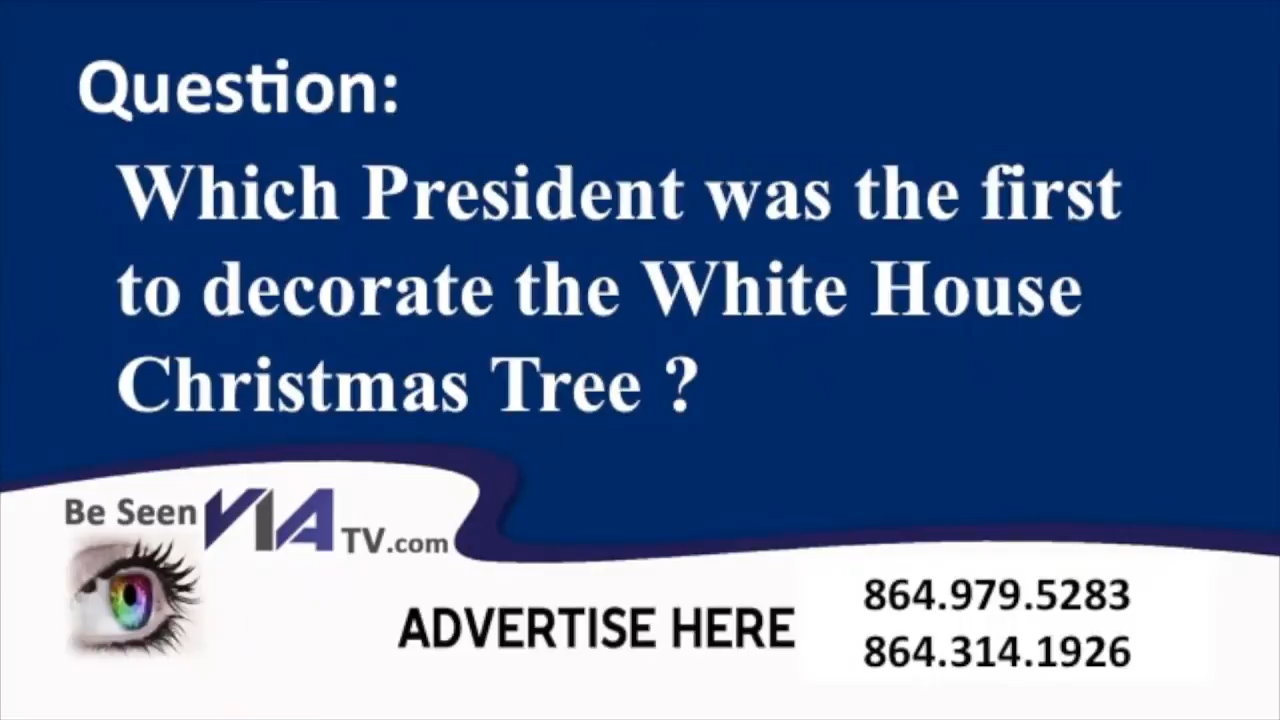 Question:
Which President was the first
to decorate the White House
Christmas Tree ?
Be Seen VIA TV.com
ADVERTISE HERE
864.979.5283
864.314.1926